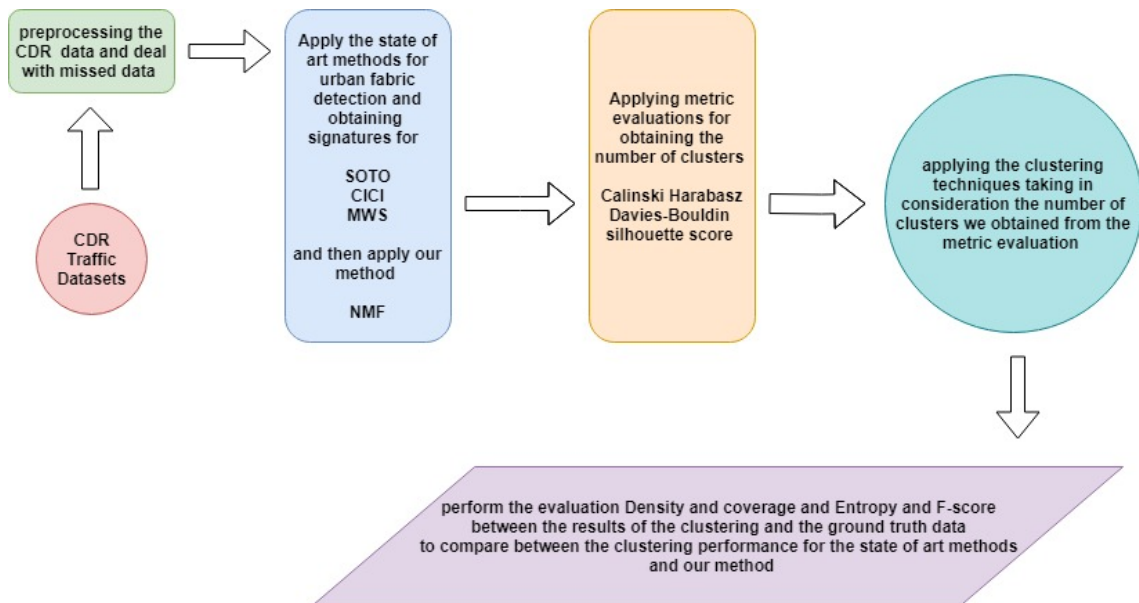 CDR
Traffic
Datasets
preprocessing the
CDR data and deal
with missed data
Apply the state of
art methods for
urban fabric
detection and
obtaining
signatures for
SOTO
CICI
MWS
and then apply our
method
NMF
Applying metric
evaluations for
obtaining the
number of clusters
Calinski Harabasz
Davies-Bouldin
silhouette score
applying the clustering
techniques taking in
consideration the number of
clusters we obtained from the
metric evaluation
perform the evaluation Density and coverage and Entropy and F-score
between the results of the clustering and the ground truth data
to compare between the clustering performance for the state of art methods
and our method